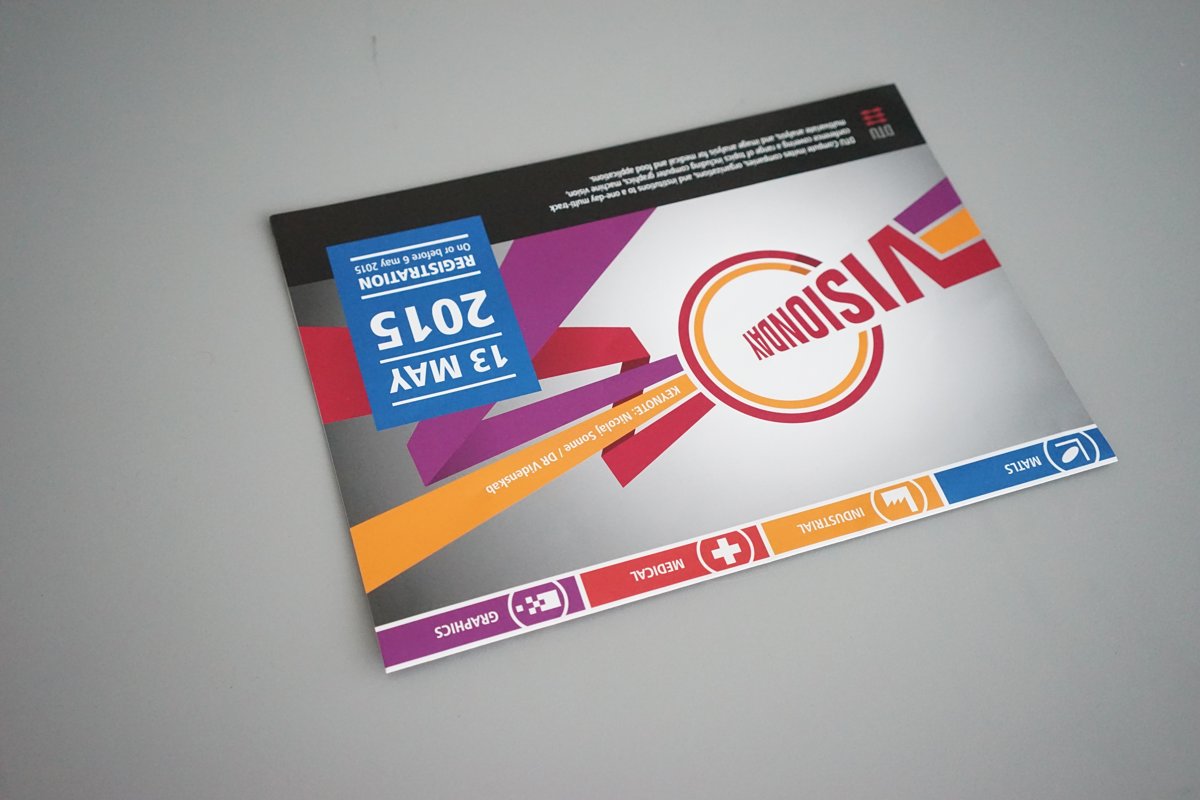 MATLS
INDUSTRIAL
MEDICAL
GRAPHICS
VISIONDAY
KEYNOTE: Nicolaj Sonne / DR Videnskab
13 MAY
2015
REGISTRATION
On or before 6 may 2015
DTU
DTU Compute invites companies, organizations, and institutions to a one-day multi-track
conference covering a range of topics including computer graphics, machine vision,
multivariate analysis, and image analysis for medical and food applications.